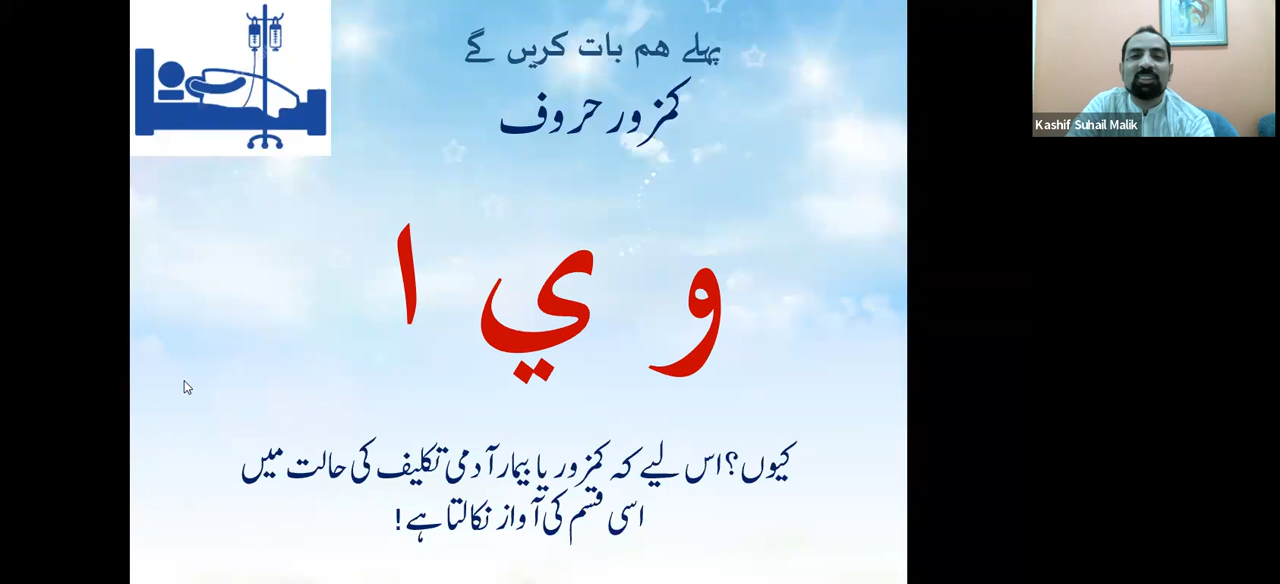 پہلے ہم بات کریں گے
کمزور حروف
و ي ا
کیوں؟ اس لیے کہ کمزور یا بیمار آدمی تکلیف کی حالت میں
اسی قسم کی آواز نکالتا ہے!
Kashif Suhail Malik